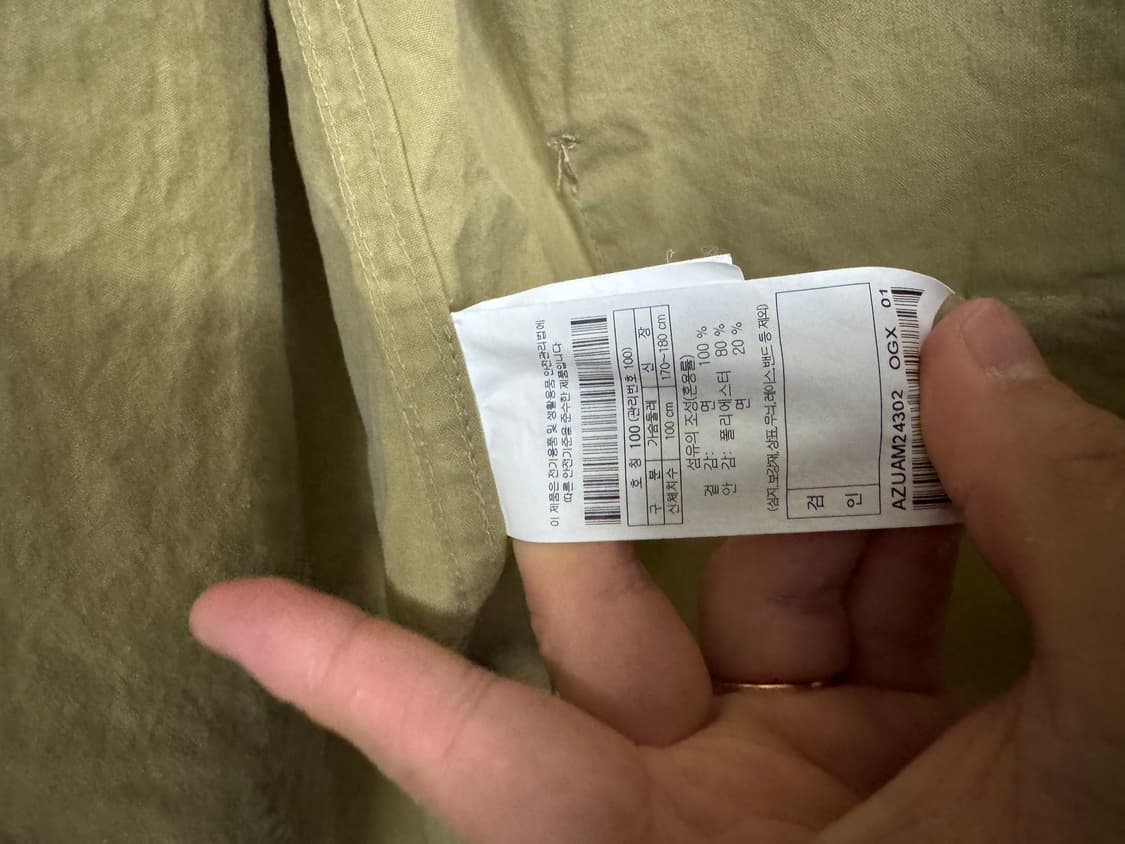 이 제품은 전기용품 및 생활용품 안전관리법에
따른 안전기준을 준수한 제품입니다
호 칭 100 (관리번호 100)
구 분 가슴둘레 신 장
신체치수 100 cm 170~180 cm
섬유의 조성(혼용률)
겉 감: 면 100 %
안 감: 폴리에스터 80 %
면 20 %
(심지,보강재,상표,무늬,레이스,밴드 등 제외)
검
인
AZUAM24302 OGX 01